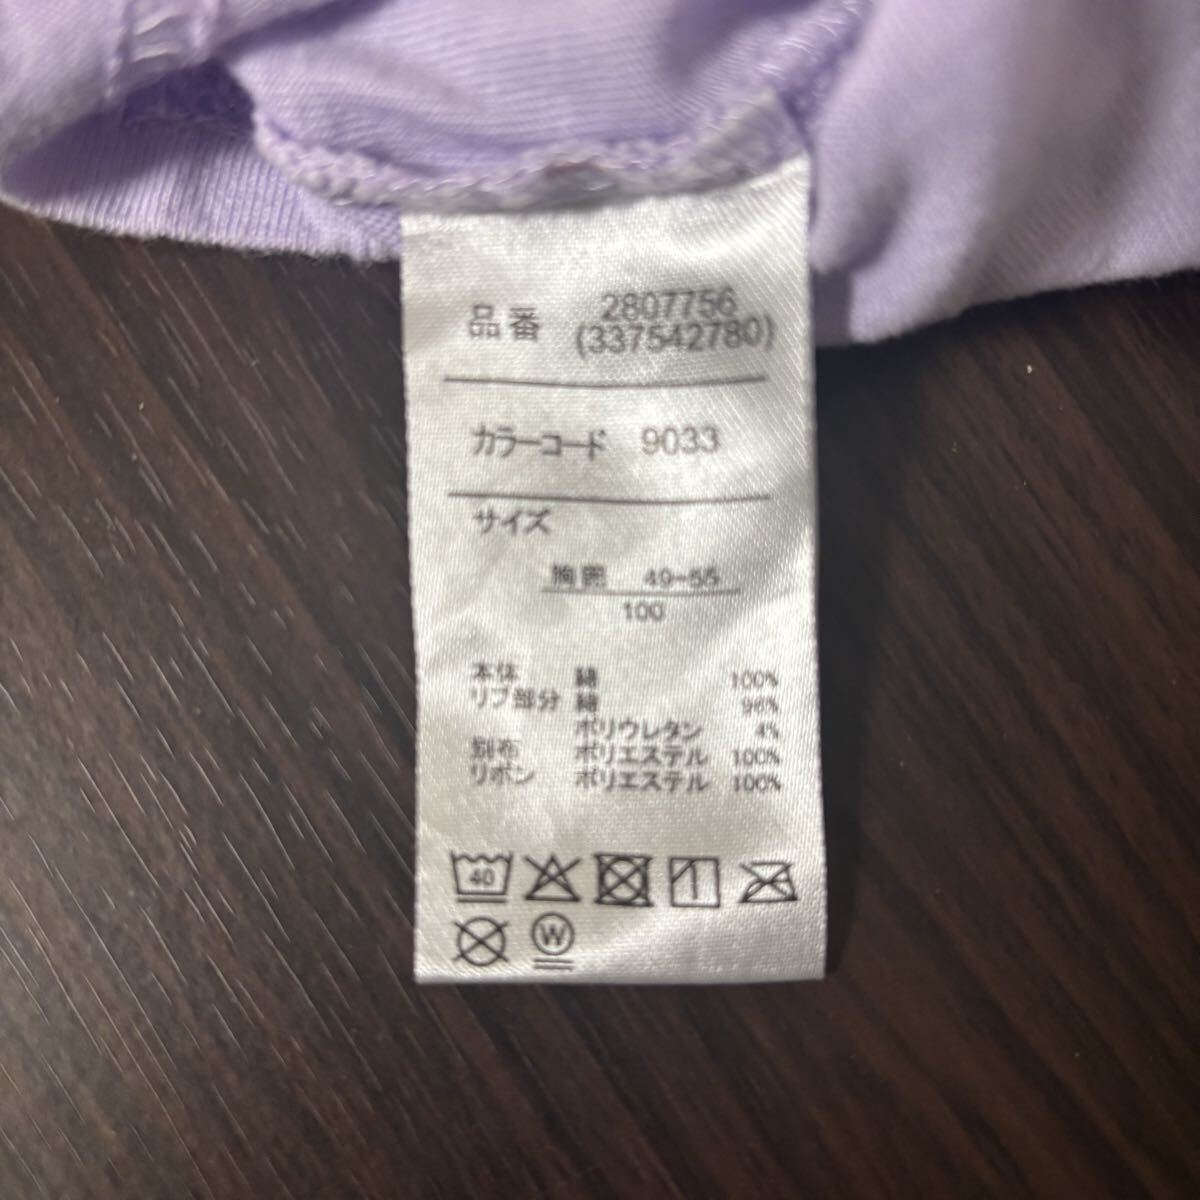 品番 2807756
(337542780)
カラーコード 9033
サイズ
胸囲 49-55
100
本体 綿 100%
リブ部分 綿 96%
ポリウレタン 4%
別布 ポリエステル 100%
リボン ポリエステル 100%
40
W